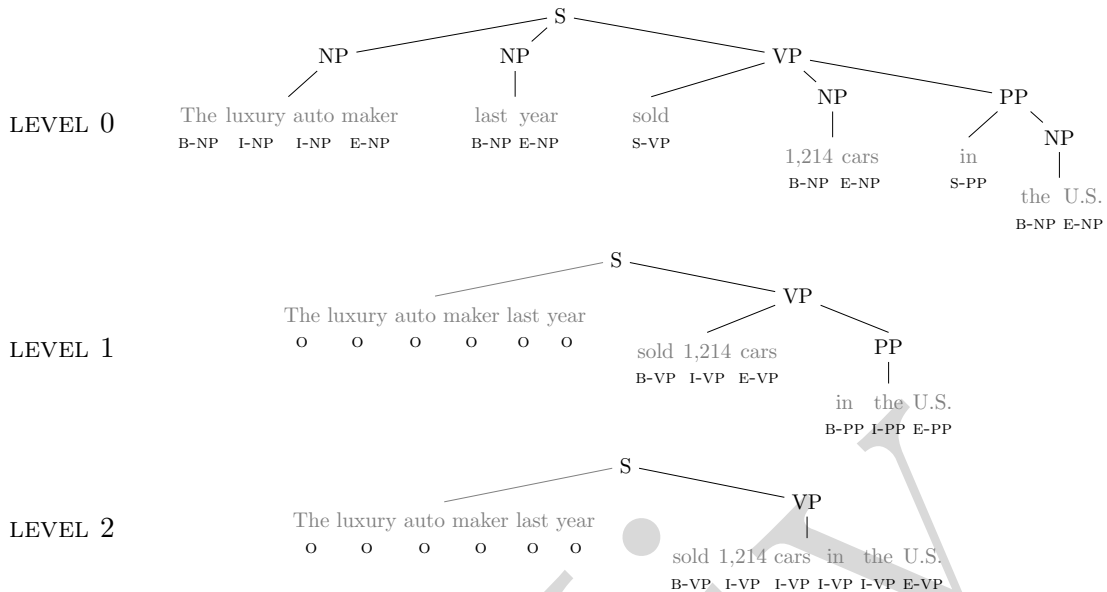 S
NP NP VP
LEVEL 0 The luxury auto maker last year sold NP PP
B-NP I-NP I-NP E-NP B-NP E-NP S-VP
1,214 cars in NP
B-NP E-NP S-PP
the U.S.
B-NP E-NP
S
VP
The luxury auto maker last year
LEVEL 1 O O O O O O sold 1,214 cars PP
B-VP I-VP E-VP
in the U.S.
B-PP I-PP E-PP
S
VP
LEVEL 2 The luxury auto maker last year
O O O O O O
sold 1,214 cars in the U.S.
B-VP I-VP I-VP I-VP I-VP E-VP